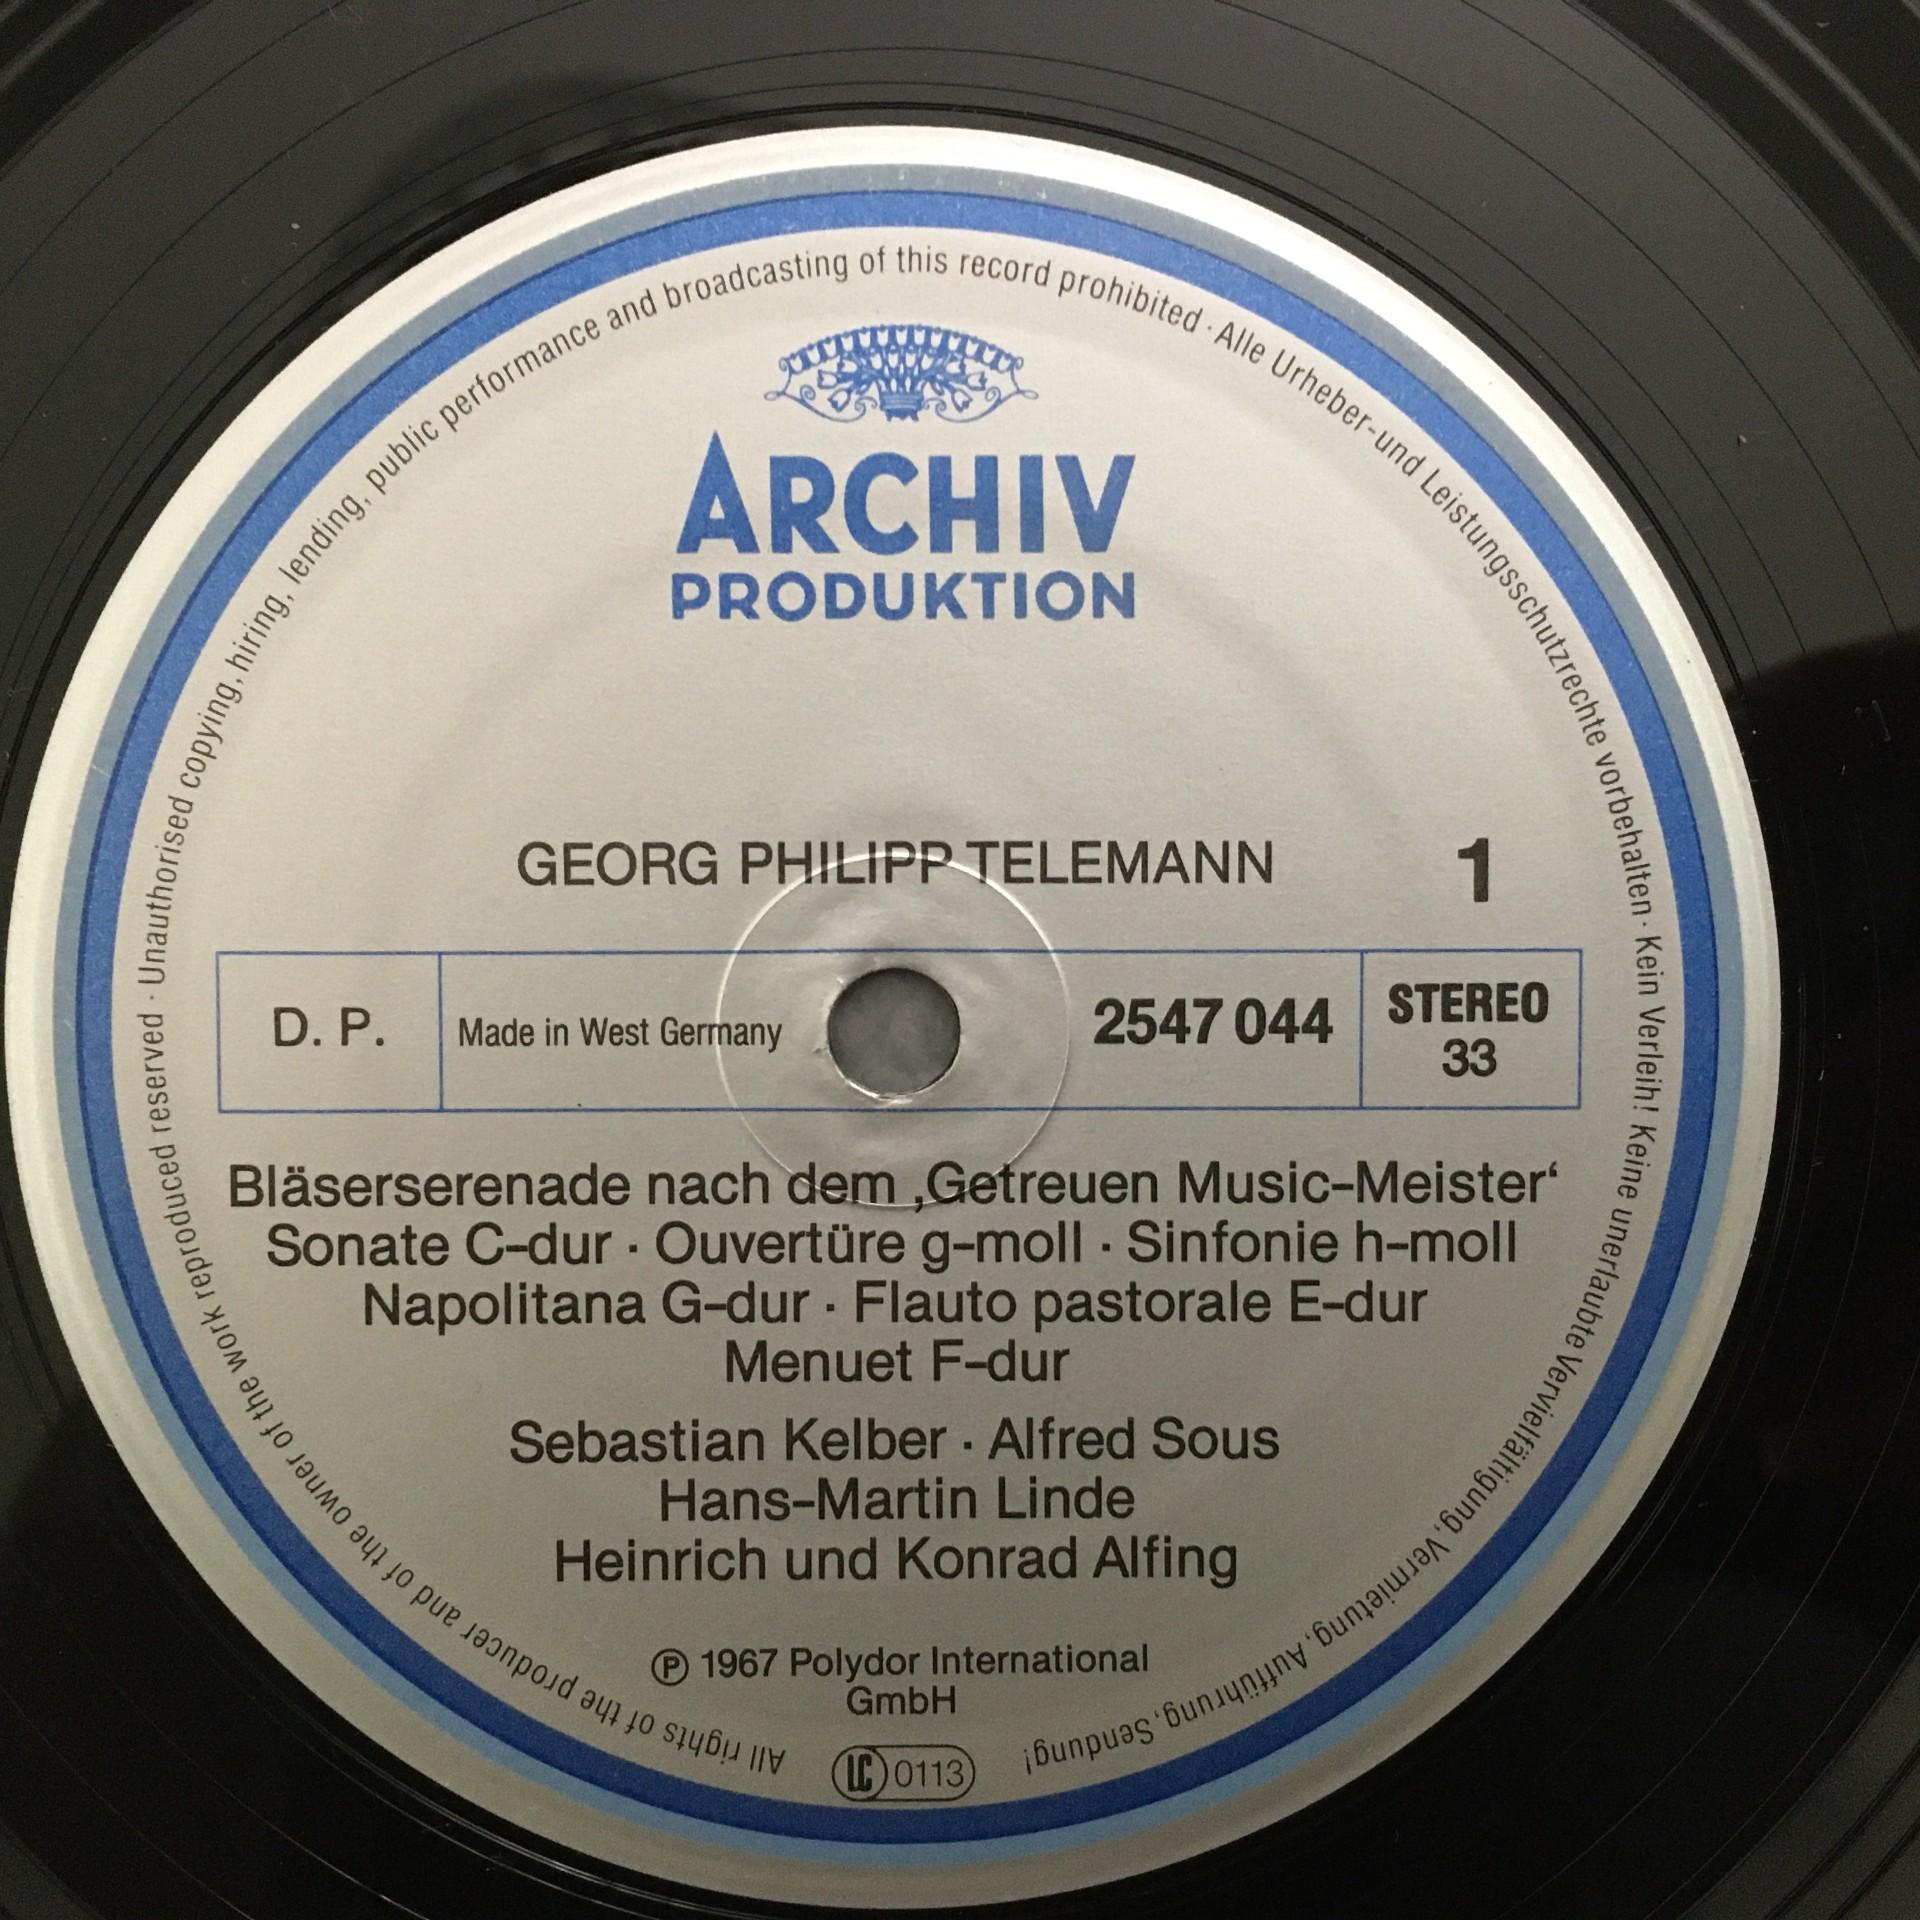 ARCHIV
PRODUKTION
GEORG PHILIPP TELEMANN
1
D. P.
Made in West Germany
2547 044
STEREO
33
Bläserserenade nach dem ‚Getreuen Music-Meister‘
Sonate C-dur · Ouvertüre g-moll · Sinfonie h-moll
Napolitana G-dur · Flauto pastorale E-dur
Menuet F-dur
Sebastian Kelber · Alfred Sous
Hans-Martin Linde
Heinrich und Konrad Alfing
℗ 1967 Polydor International
GmbH
LC 0113
All rights of the producer and of the owner of the work reproduced reserved · Unauthorised copying, hiring, lending, public performance and broadcasting of this record prohibited · Alle Urheber- und Leistungsschutzrechte vorbehalten · Kein Verleih! Keine unerlaubte Vervielfältigung, Vermietung, Aufführung, Sendung!